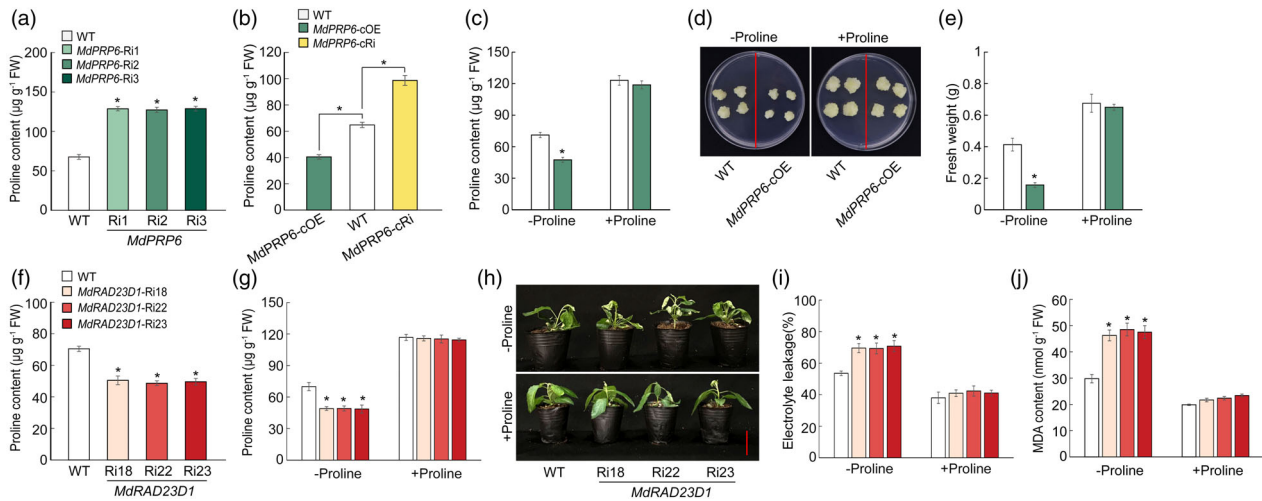 (a)
WT
MdPRP6-Ri1
MdPRP6-Ri2
MdPRP6-Ri3
Proline content (µg g⁻¹ FW)
200
150
100
50
0
* * *
WT Ri1 Ri2 Ri3
MdPRP6
(b)
WT
MdPRP6-cOE
MdPRP6-cRi
Proline content (µg g⁻¹ FW)
120
100
80
60
40
20
0
*
*
MdPRP6-cOE WT MdPRP6-cRi
(c)
Proline content (µg g⁻¹ FW)
150
120
90
60
30
0
*
-Proline +Proline
(d)
-Proline +Proline
WT MdPRP6-cOE WT MdPRP6-cOE
(e)
Fresh weight (g)
1
0.8
0.6
0.4
0.2
0
*
-Proline +Proline
(f)
WT
MdRAD23D1-Ri18
MdRAD23D1-Ri22
MdRAD23D1-Ri23
Proline content (µg g⁻¹ FW)
100
80
60
40
20
0
* * *
WT Ri18 Ri22 Ri23
MdRAD23D1
(g)
Proline content (µg g⁻¹ FW)
150
120
90
60
30
0
* * *
-Proline +Proline
(h)
-Proline
+Proline
WT Ri18 Ri22 Ri23
MdRAD23D1
(i)
Electrolyte leakage(%)
100
80
60
40
20
0
* * *
-Proline +Proline
(j)
MDA content (nmol g⁻¹ FW)
60
50
40
30
20
10
0
* * *
-Proline +Proline